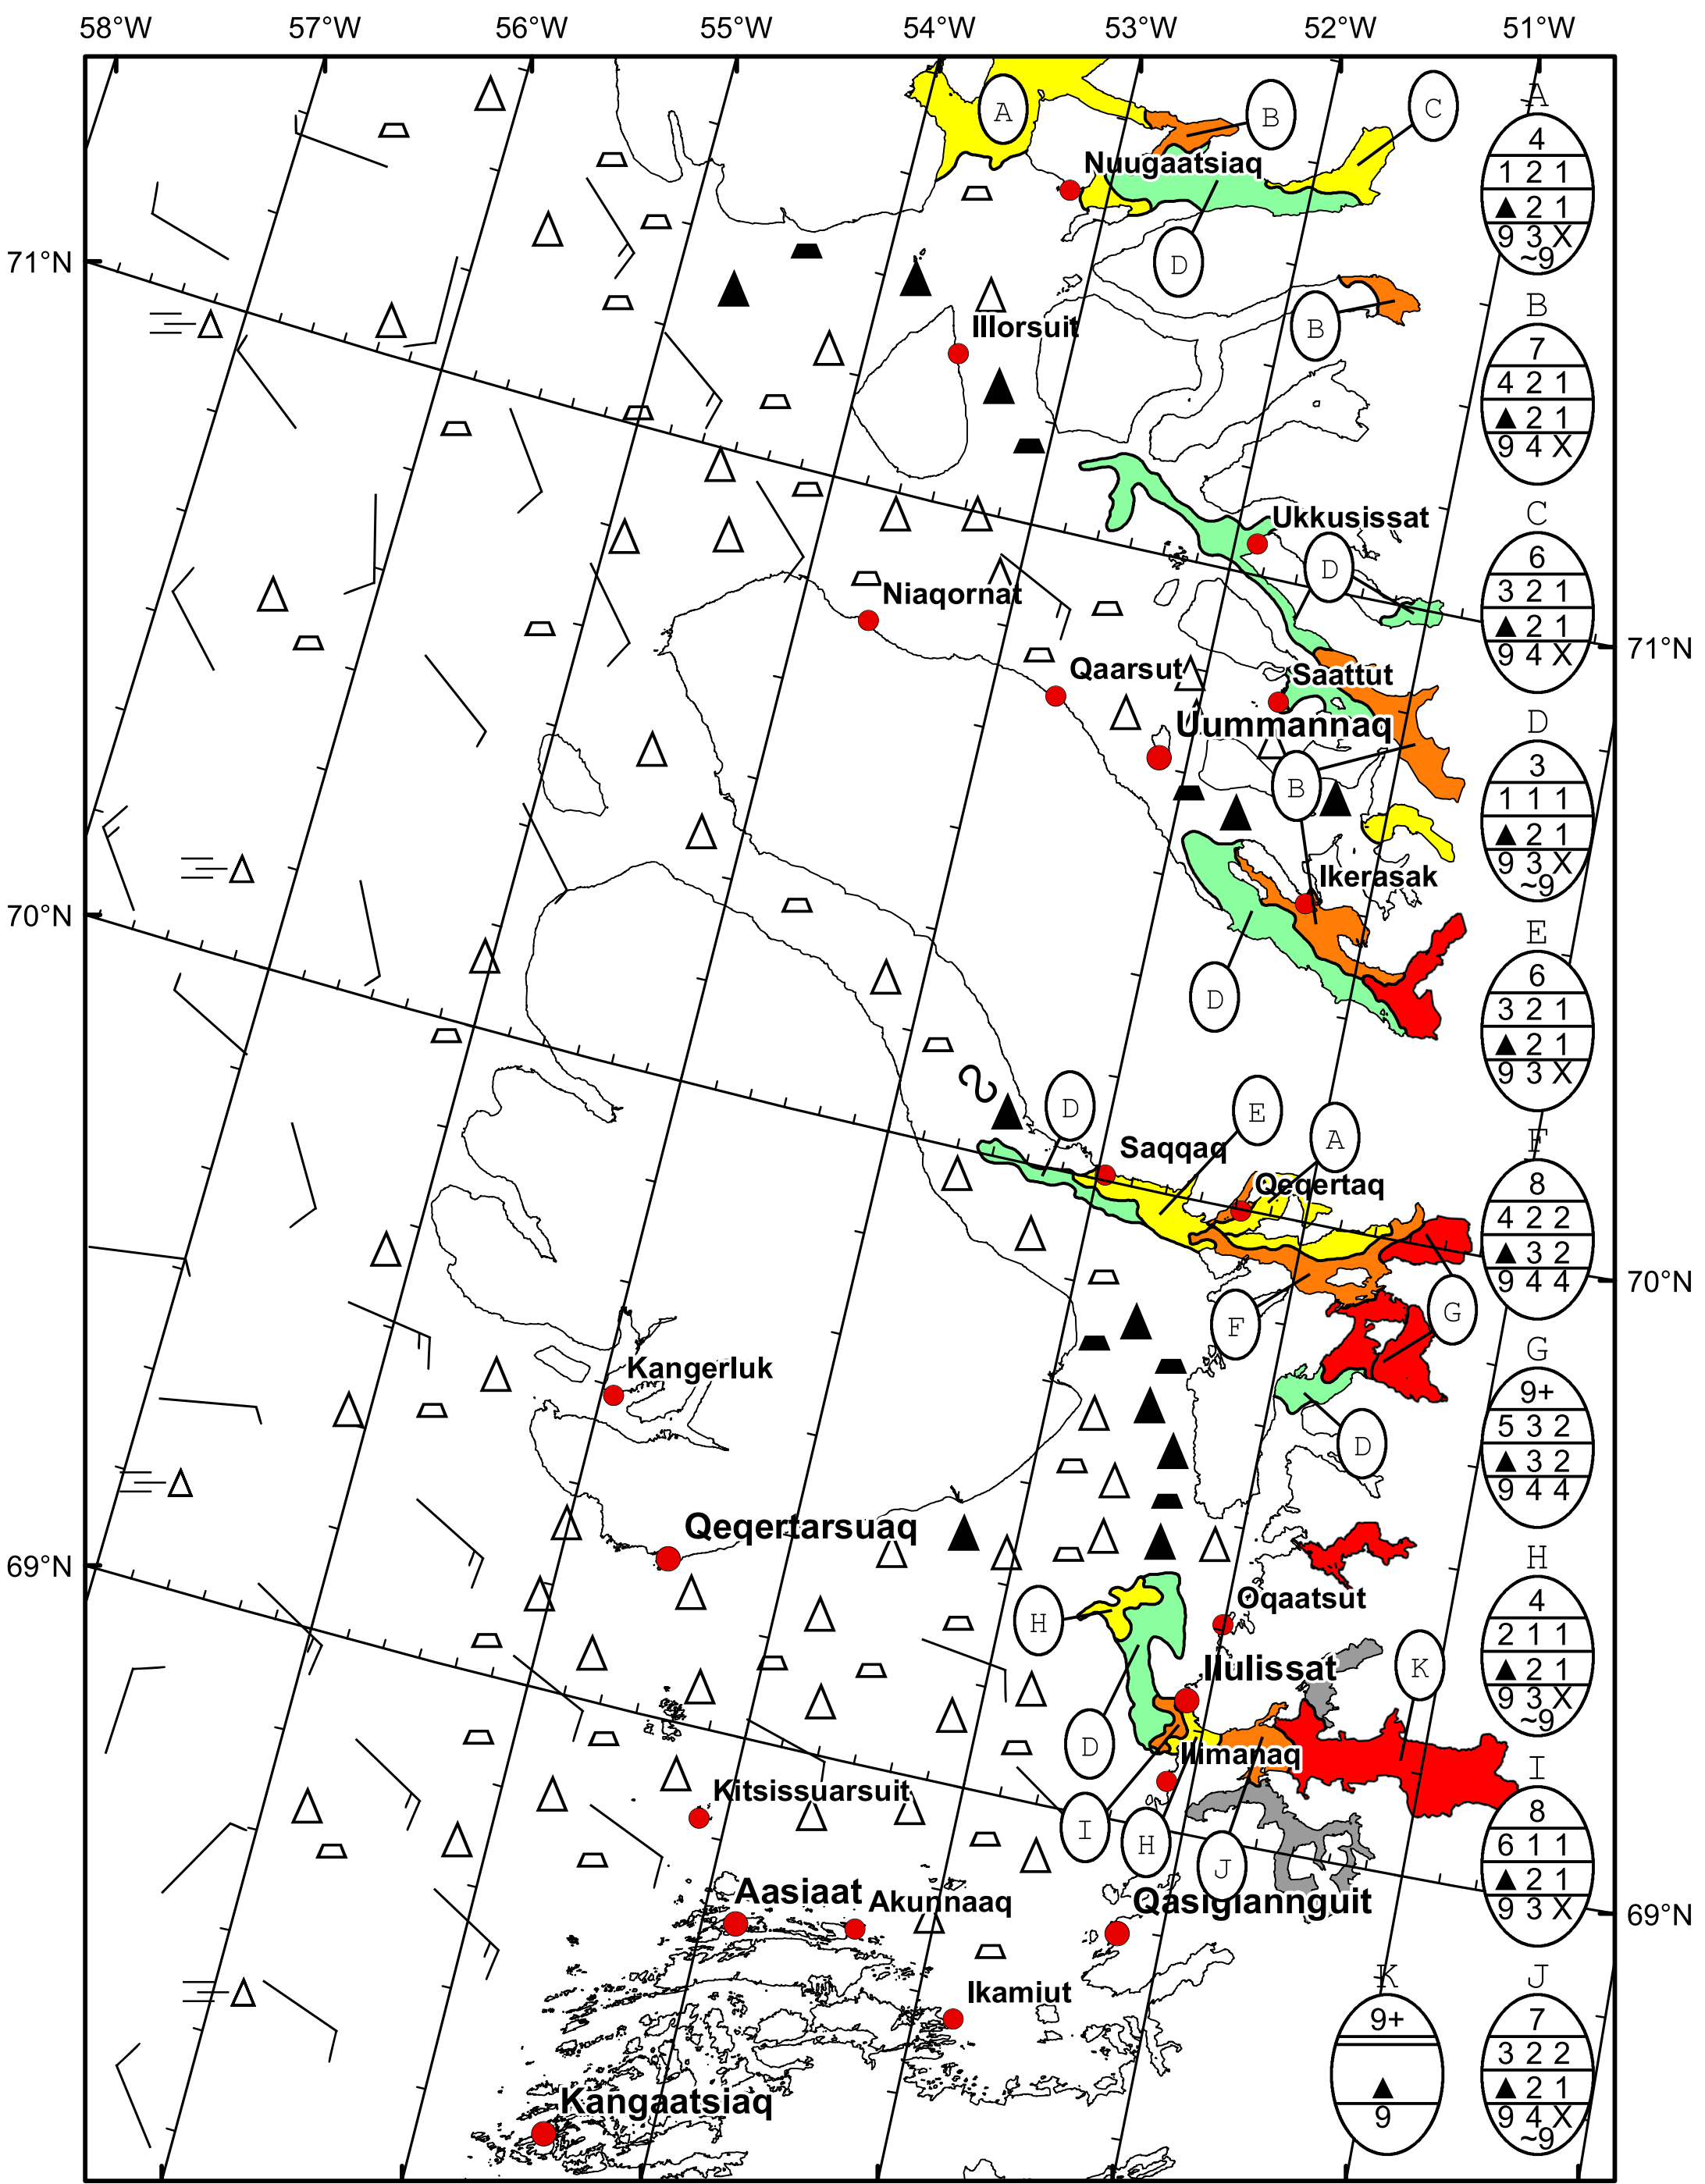 58°W 57°W 56°W 55°W 54°W 53°W 52°W 51°W
A
B
C
Nuugaatsiaq
D
71°N
B
Illorsuit
Ukkusissat
D
Niaqornat
71°N
Qaarsut
Saattut
Uummannaq
B
Ikerasak
70°N
D
D
E
A
Saqqaq
Qeqertaq
70°N
G
F
Kangerluk
D
Qeqertarsuaq
69°N
Oqaatsut
H
Ilulissat
K
D
Ilimanaq
Kitsissuarsuit
I
H
J
Aasiaat
Akunnaaq
Qasigiannguit
69°N
Ikamiut
Kangaatsiaq
A
4
1 2 1
▲ 2 1
9 3 X
~9
B
7
4 2 1
▲ 2 1
9 4 X
C
6
3 2 1
▲ 2 1
9 4 X
D
3
1 1 1
▲ 2 1
9 3 X
~9
E
6
3 2 1
▲ 2 1
9 3 X
F
8
4 2 2
▲ 3 2
9 4 4
G
9+
5 3 2
▲ 3 2
9 4 4
H
4
2 1 1
▲ 2 1
9 3 X
~9
I
8
6 1 1
▲ 2 1
9 3 X
J
7
3 2 2
▲ 2 1
9 4 X
~9
K
9+
▲
9